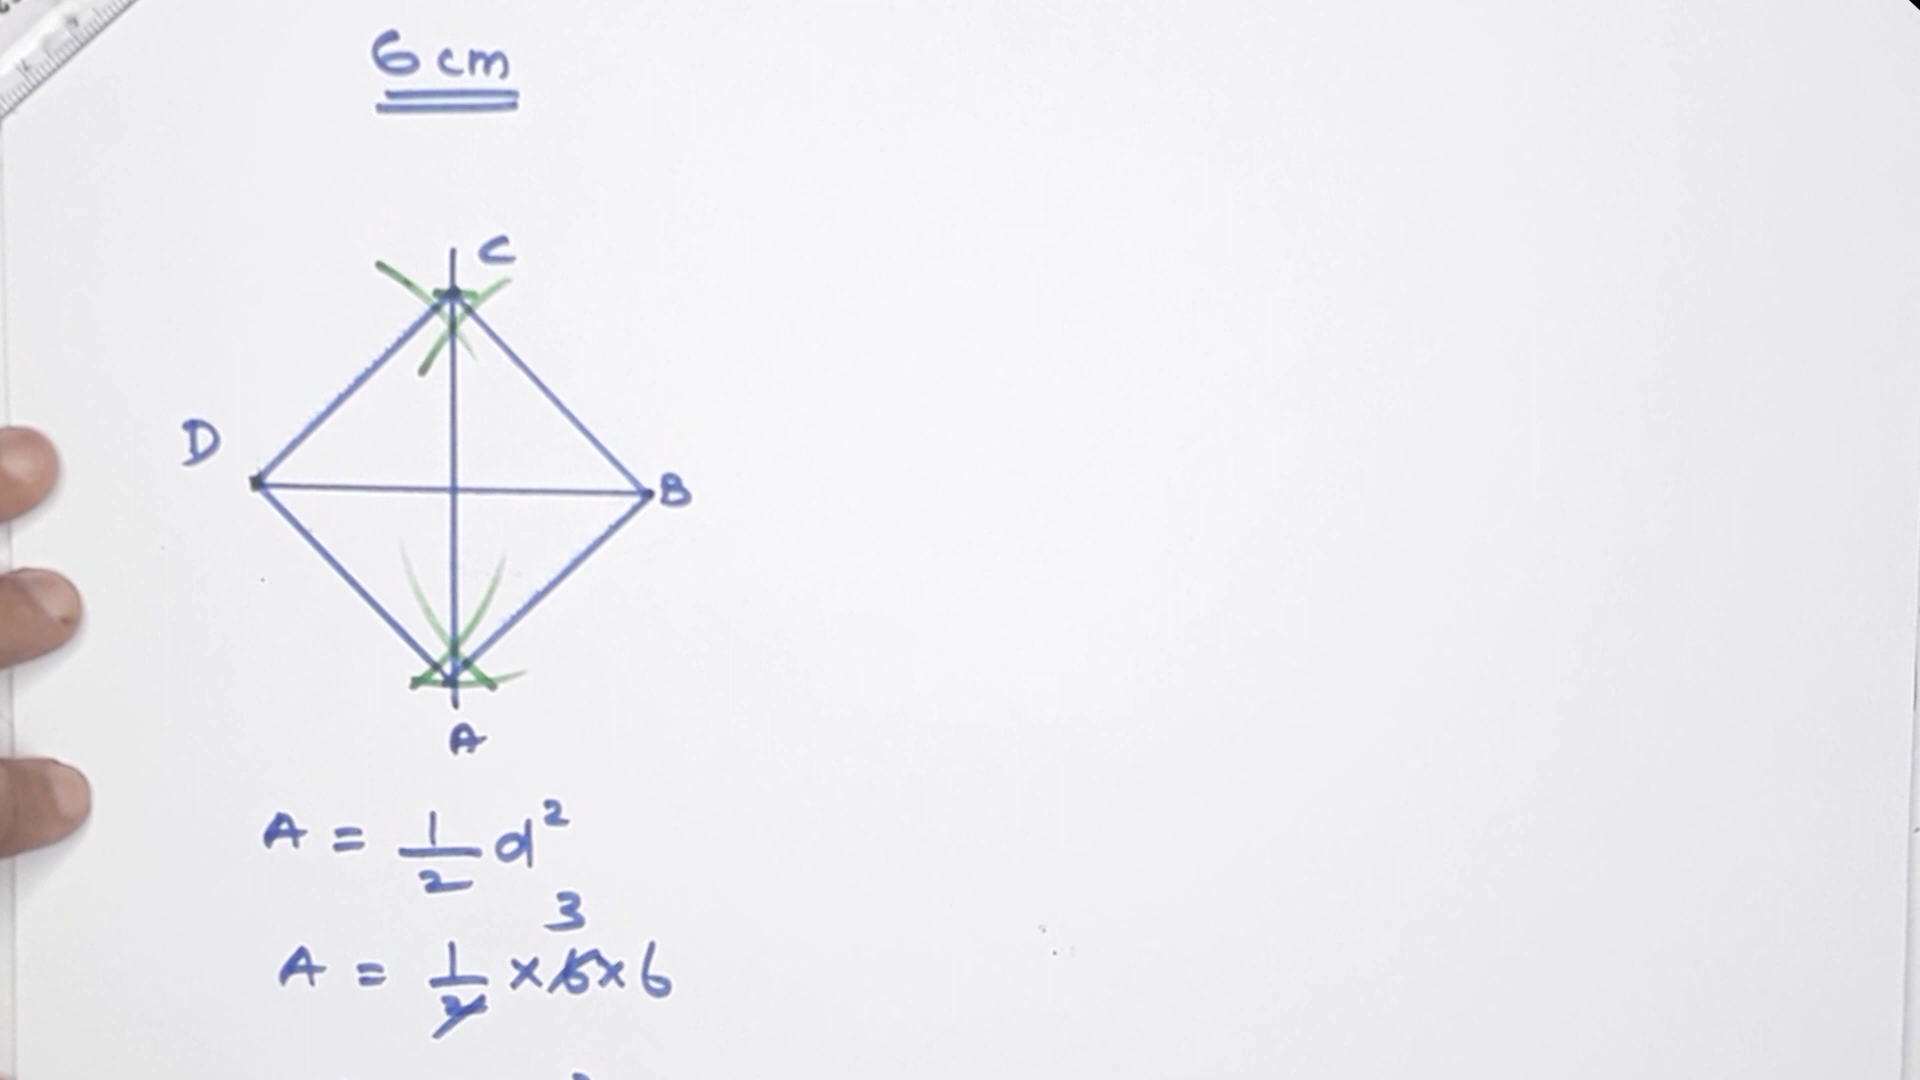 6 cm
C
D
B
A
A = 1/2 d²
3
A = 1/2 × 6 × 6